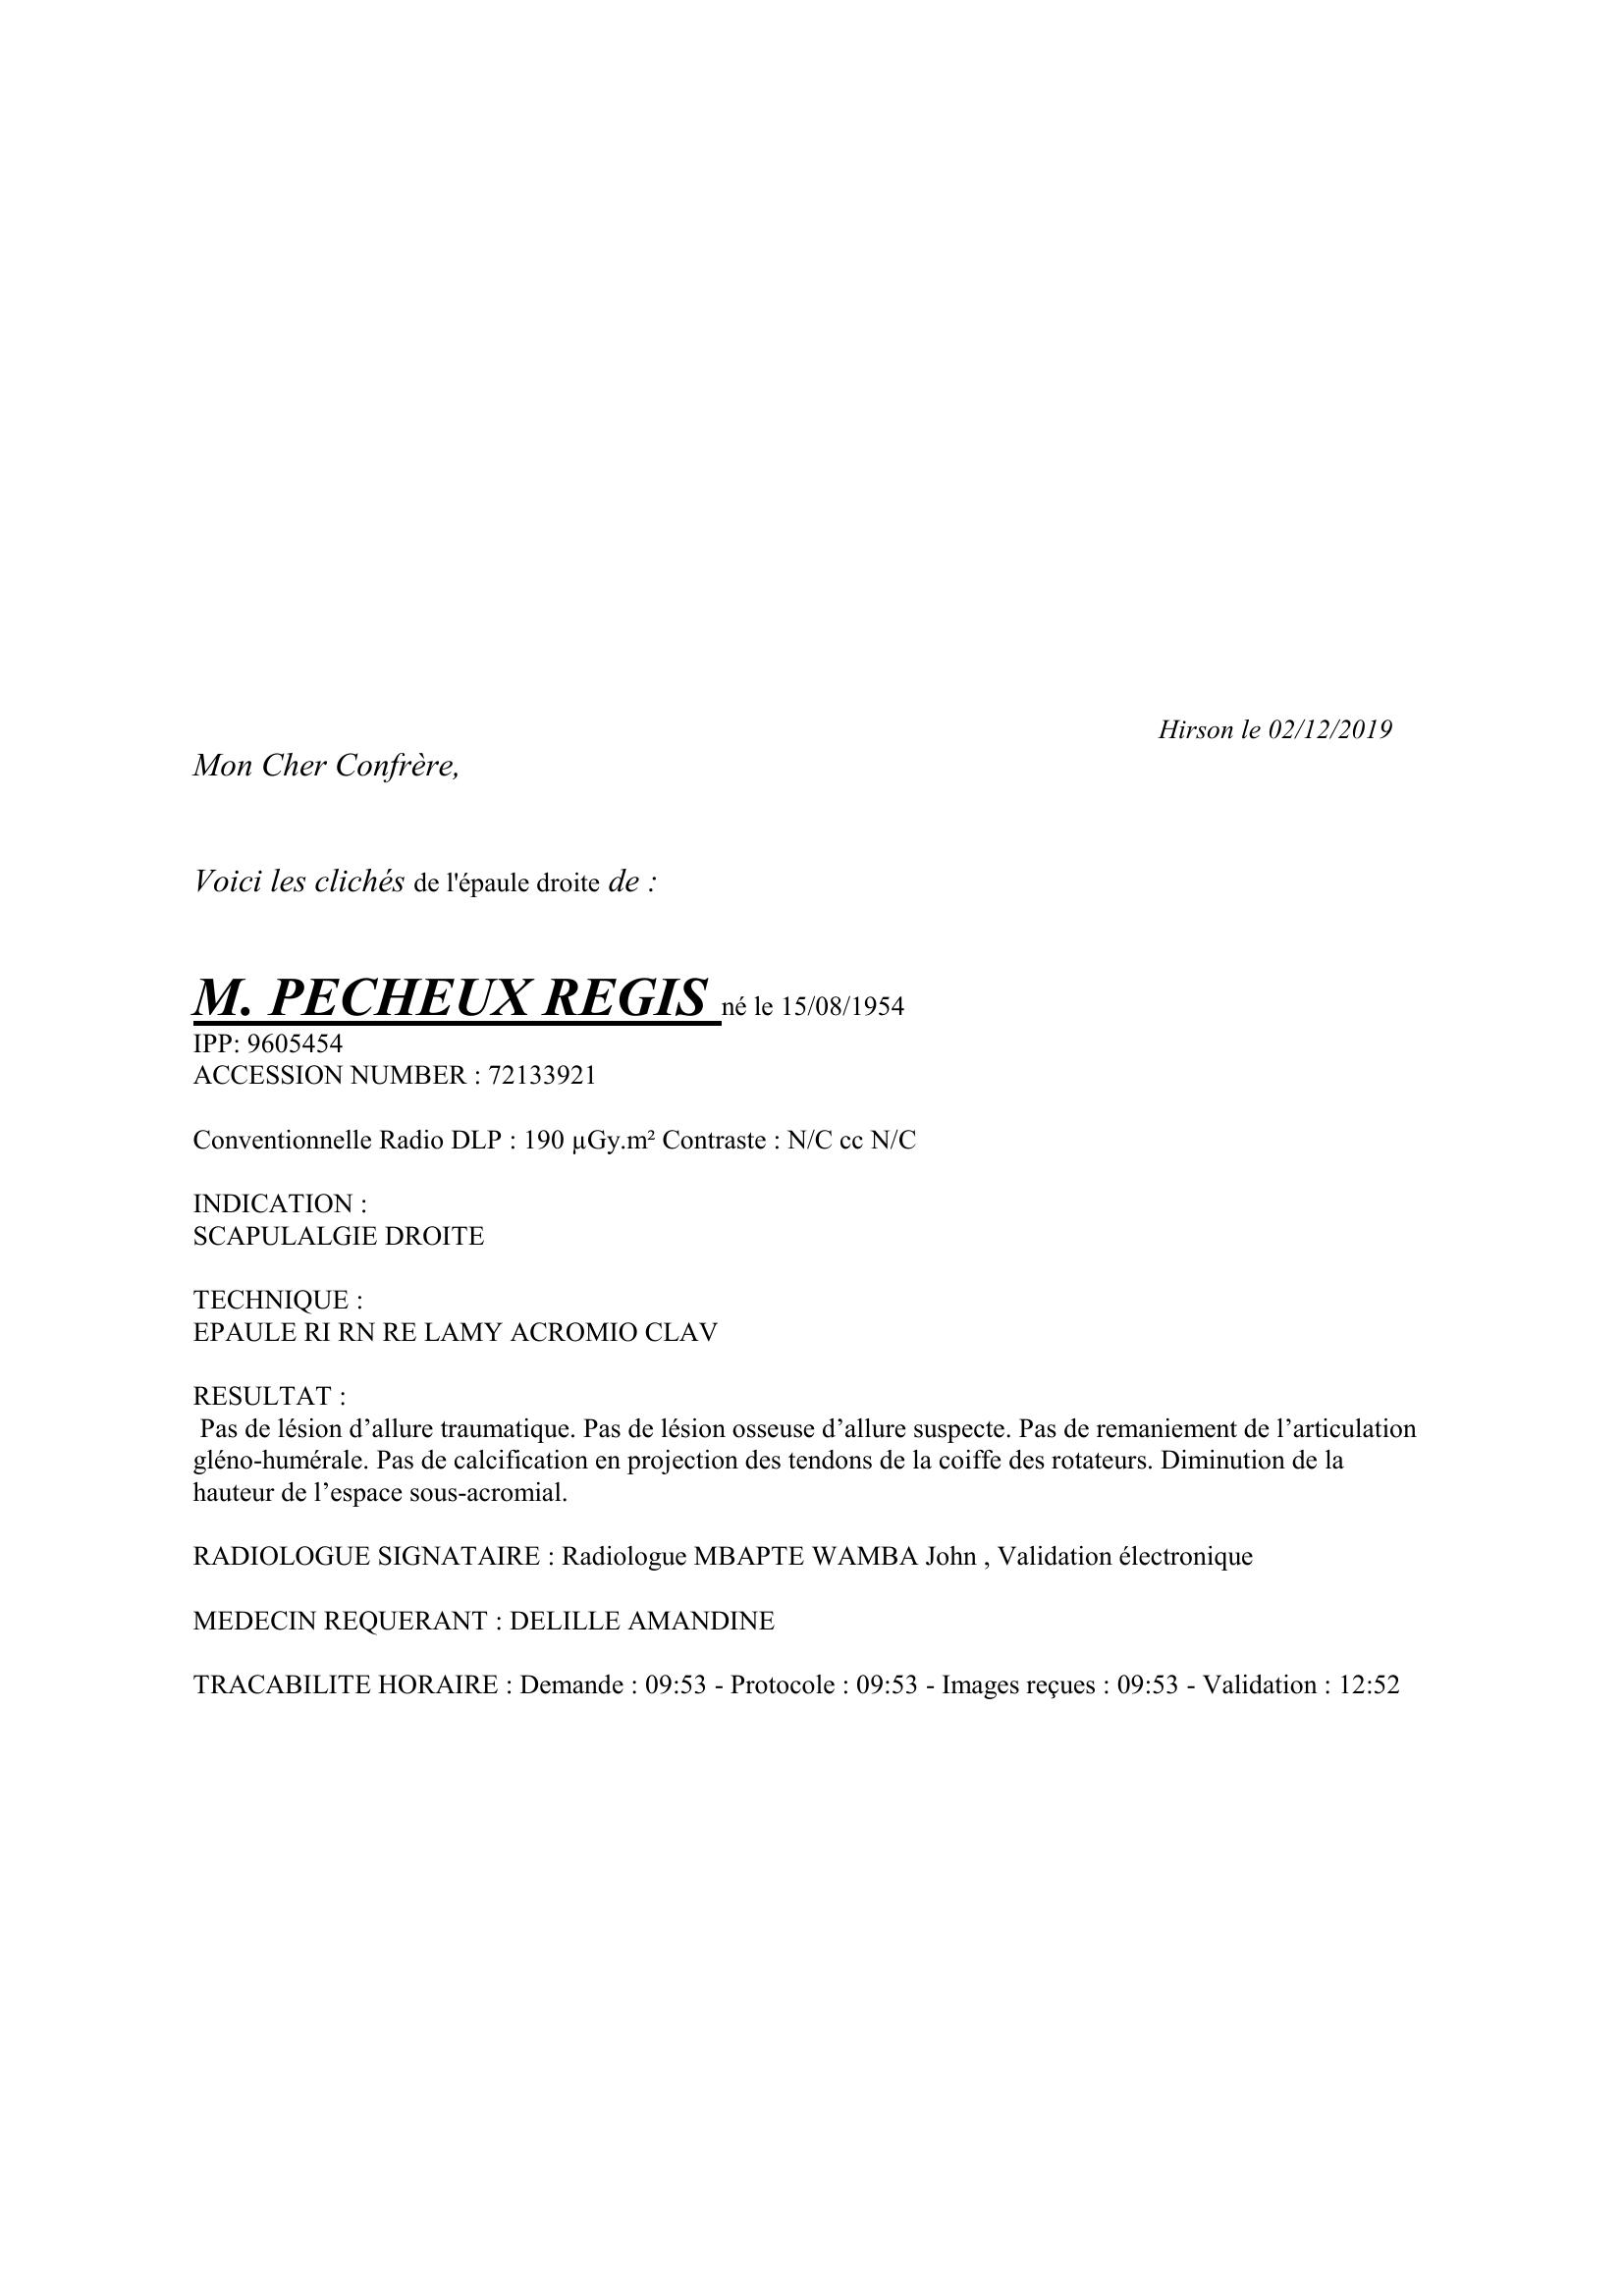 Hirson le 02/12/2019
Mon Cher Confrère,
Voici les clichés de l'épaule droite de :
M. PECHEUX REGIS né le 15/08/1954
IPP: 9605454
ACCESSION NUMBER : 72133921
Conventionnelle Radio DLP : 190 µGy.m² Contraste : N/C cc N/C
INDICATION :
SCAPULALGIE DROITE
TECHNIQUE :
EPAULE RI RN RE LAMY ACROMIO CLAV
RESULTAT :
Pas de lésion d’allure traumatique. Pas de lésion osseuse d’allure suspecte. Pas de remaniement de l’articulation
gléno-humérale. Pas de calcification en projection des tendons de la coiffe des rotateurs. Diminution de la
hauteur de l’espace sous-acromial.
RADIOLOGUE SIGNATAIRE : Radiologue MBAPTE WAMBA John , Validation électronique
MEDECIN REQUERANT : DELILLE AMANDINE
TRACABILITE HORAIRE : Demande : 09:53 - Protocole : 09:53 - Images reçues : 09:53 - Validation : 12:52